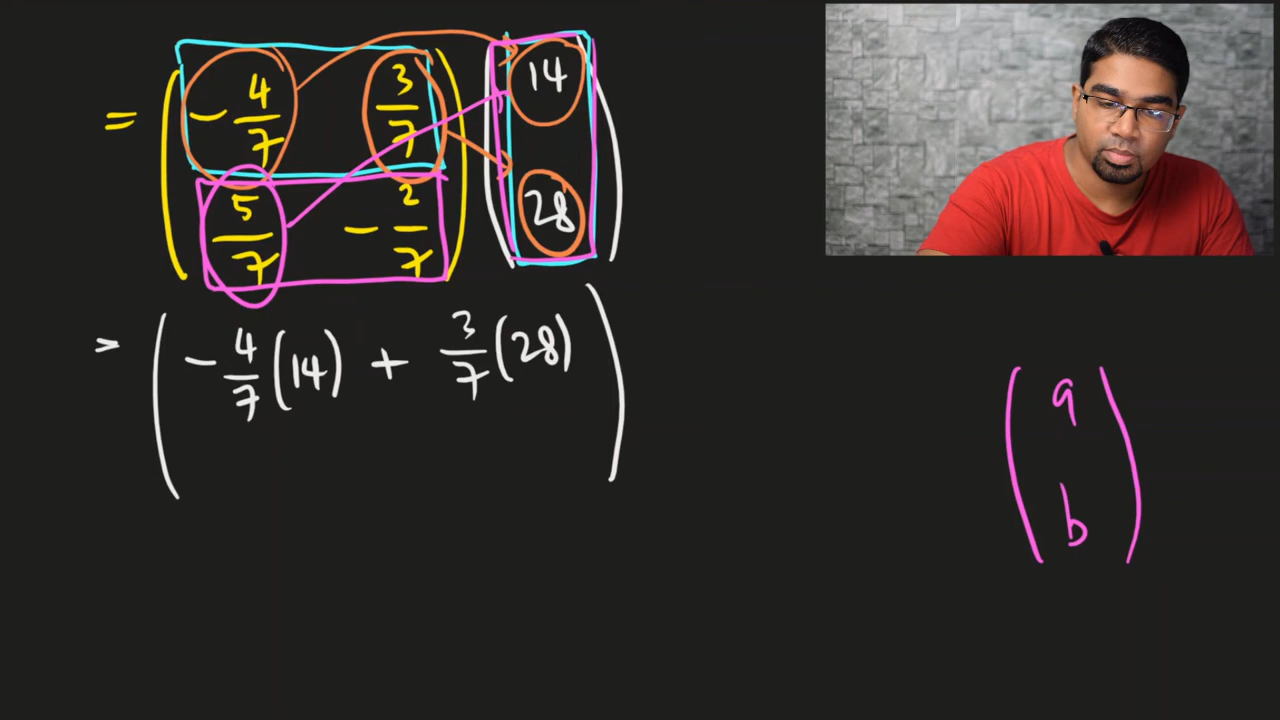 = ( -4/7 3/7 ) ( 14 )
( 5/7 -2/7 ) ( 28 )
= ( -4/7 (14) + 3/7 (28) )
( a
b )